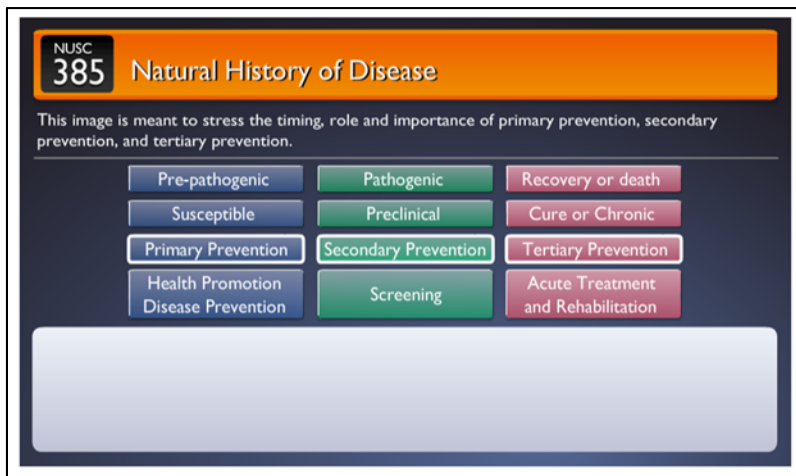 NUSC
385
Natural History of Disease
This image is meant to stress the timing, role and importance of primary prevention, secondary
prevention, and tertiary prevention.
Pre-pathogenic
Pathogenic
Recovery or death
Susceptible
Preclinical
Cure or Chronic
Primary Prevention
Secondary Prevention
Tertiary Prevention
Health Promotion
Disease Prevention
Screening
Acute Treatment
and Rehabilitation